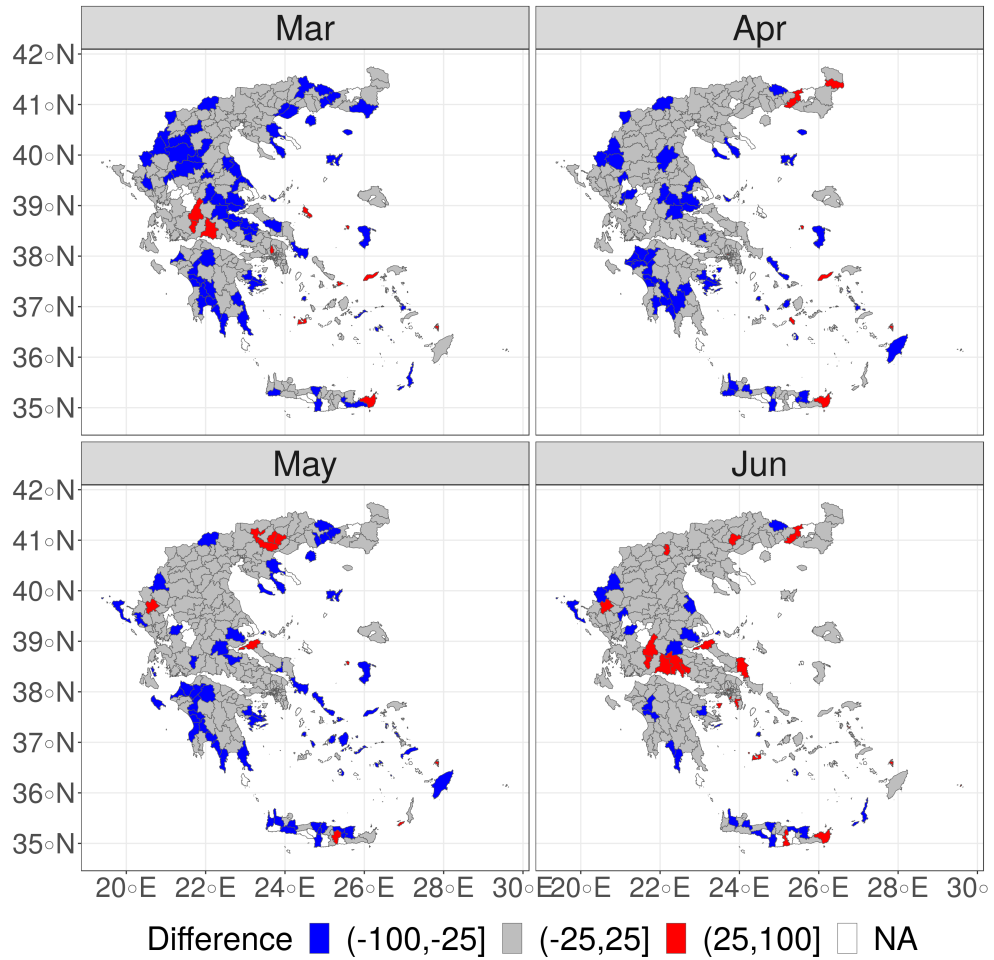 Mar Apr
42◦N
41◦N
40◦N
39◦N
38◦N
37◦N
36◦N
35◦N
May Jun
42◦N
41◦N
40◦N
39◦N
38◦N
37◦N
36◦N
35◦N
20◦E 22◦E 24◦E 26◦E 28◦E 30◦E 20◦E 22◦E 24◦E 26◦E 28◦E 30◦
Difference (-100,-25] (-25,25] (25,100] NA